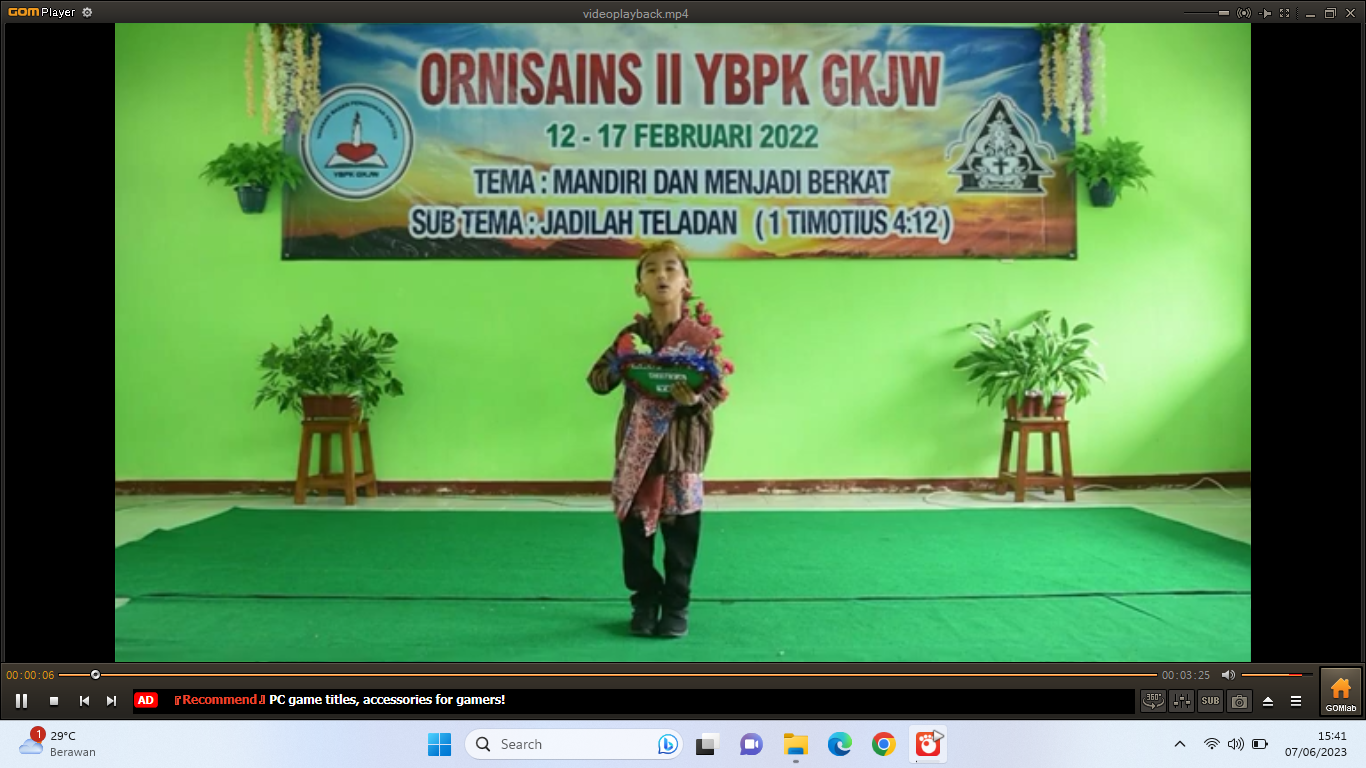 GOM Player
videoplayback.mp4
ORNISAINS II YBPK GKJW
12 - 17 FEBRUARI 2022
TEMA : MANDIRI DAN MENJADI BERKAT
SUB TEMA : JADILAH TELADAN ( 1 TIMOTIUS 4:12 )
YBPK GKJW
00:00:06
00:03:25
AD
『Recommend』 PC game titles, accessories for gamers!
360°
SUB
GOMlab
1
29°C
Berawan
Search
15:41
07/06/2023